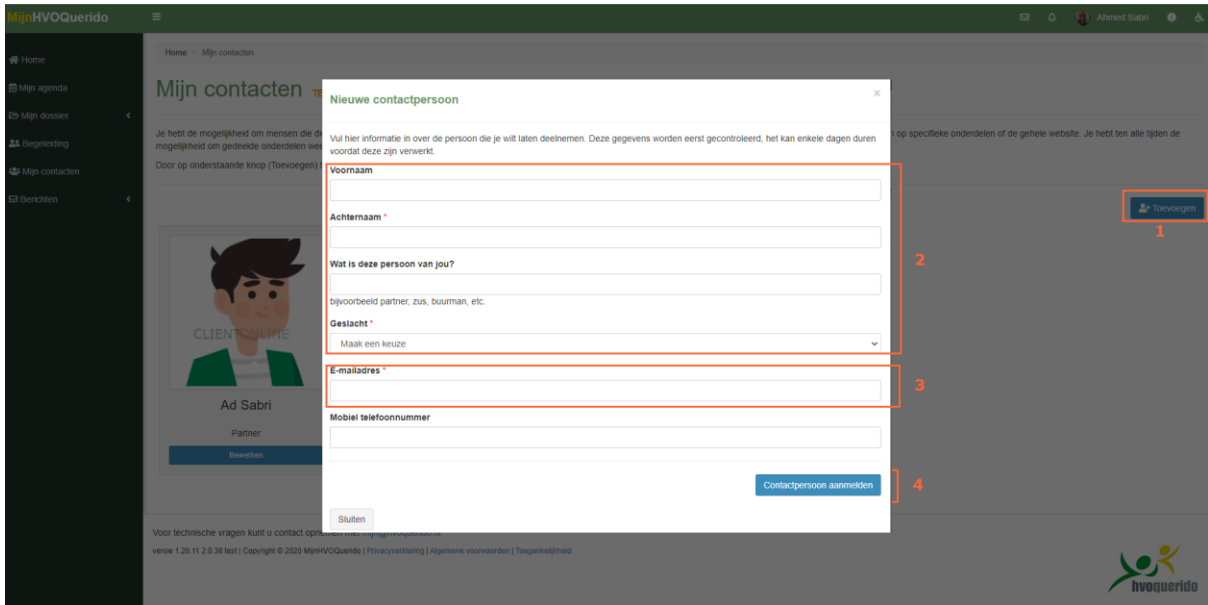 MijnHVOQuerido
Ahmed Sabri
Home
Mijn agenda
Mijn dossier
Begeleiding
Mijn contacten
Berichten
Home > Mijn contacten
Mijn contacten
Je hebt de mogelijkheid om mensen die
op specifieke onderdelen of de gehele website. Je hebt ten alle tijden de
mogelijkheid om gedeelde onderdelen
Door op onderstaande knop (Toevoegen)
Toevoegen
1
CLIENTONLINE
Ad Sabri
Partner
Bewerken
Nieuwe contactpersoon
×
Vul hier informatie in over de persoon die je wilt laten deelnemen. Deze gegevens worden eerst gecontroleerd, het kan enkele dagen duren
voordat deze zijn verwerkt.
Voornaam
Achternaam *
Wat is deze persoon van jou?
2
bijvoorbeeld partner, zus, buurman, etc.
Geslacht *
Maak een keuze
E-mailadres *
3
Mobiel telefoonnummer
Contactpersoon aanmelden
4
Sluiten
Voor technische vragen kunt u contact opnemen met mijn@hvoquerido.nl
versie 1.20.11 2.0.38 test | Copyright © 2020 MijnHVOQuerido | Privacyverklaring | Algemene voorwaarden | Toegankelijkheid
hvoquerido